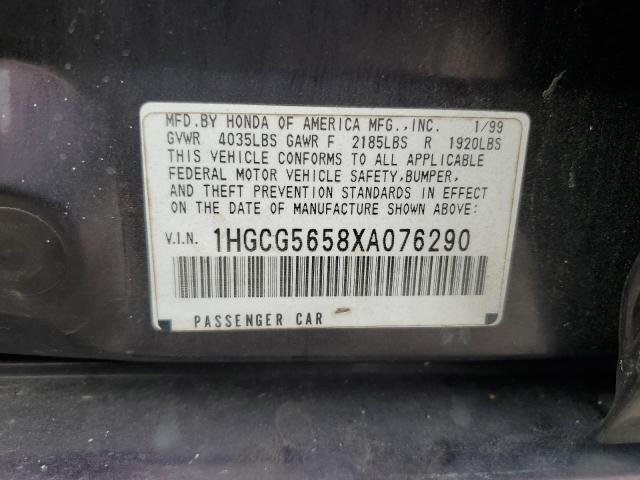 MFD.BY HONDA OF AMERICA MFG.,INC. 1/99
GVWR 4035LBS GAWR F 2185LBS R 1920LBS
THIS VEHICLE CONFORMS TO ALL APPLICABLE
FEDERAL MOTOR VEHICLE SAFETY,BUMPER,
AND THEFT PREVENTION STANDARDS IN EFFECT
ON THE DATE OF MANUFACTURE SHOWN ABOVE:
V.I.N. 1HGCG5658XA076290
PASSENGER CAR